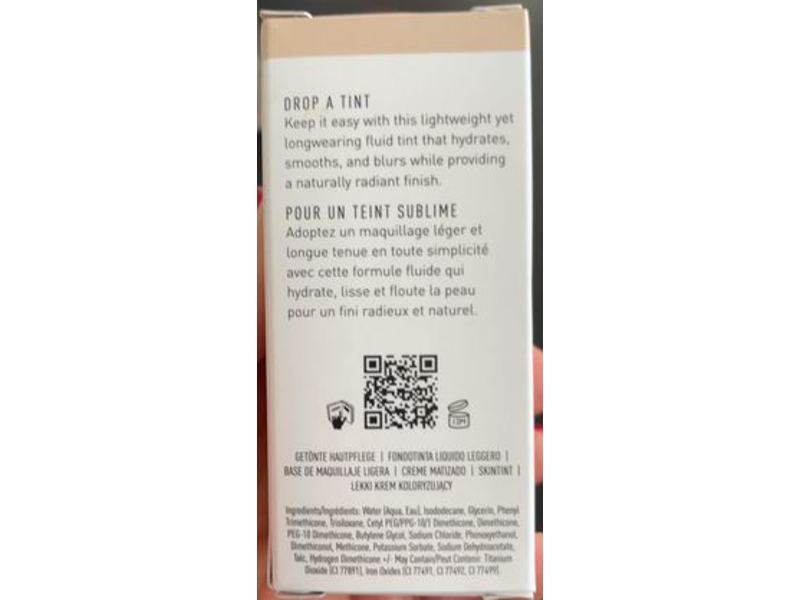 DROP A TINT
Keep it easy with this lightweight yet
longwearing fluid tint that hydrates,
smooths, and blurs while providing
a naturally radiant finish.
POUR UN TEINT SUBLIME
Adoptez un maquillage léger et
longue tenue en toute simplicité
avec cette formule fluide qui
hydrate, lisse et floute la peau
pour un fini radieux et naturel.
GETÖNTE HAUTPFLEGE | FONDOTINTA LIQUIDO LEGGERO |
BASE DE MAQUILLAJE LIGERA | CREME MATIZADO | SKINTINT |
LEKKI KREM KOLORYZUJĄCY
Ingredients/Ingrédients: Water (Aqua, Eau), Isododecane, Glycerin, Phenyl
Trimethicone, Trisiloxane, Cetyl PEG/PPG-10/1 Dimethicone, Dimethicone,
PEG-10 Dimethicone, Butylene Glycol, Sodium Chloride, Phenoxyethanol,
Dimethiconol, Methicone, Potassium Sorbate, Sodium Dehydroacetate,
Talc, Hydrogen Dimethicone +/- May Contain/Peut Contenir: Titanium
Dioxide (CI 77891), Iron Oxides (CI 77491, CI 77492, CI 77499).